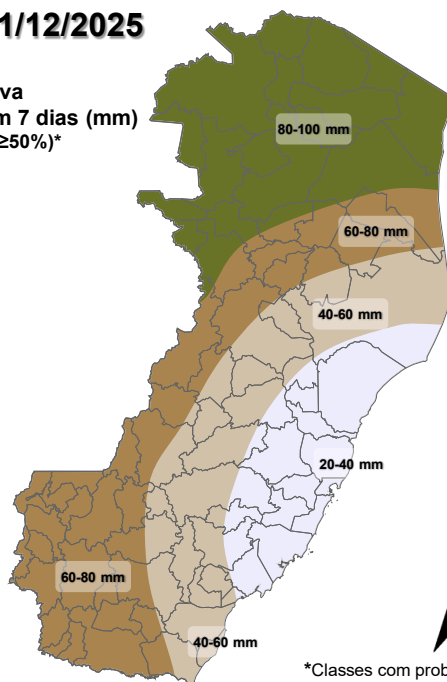 1/12/2025
va
m 7 dias (mm)
≥50%)*
80-100 mm
60-80 mm
40-60 mm
20-40 mm
60-80 mm
40-60 mm
*Classes com prob